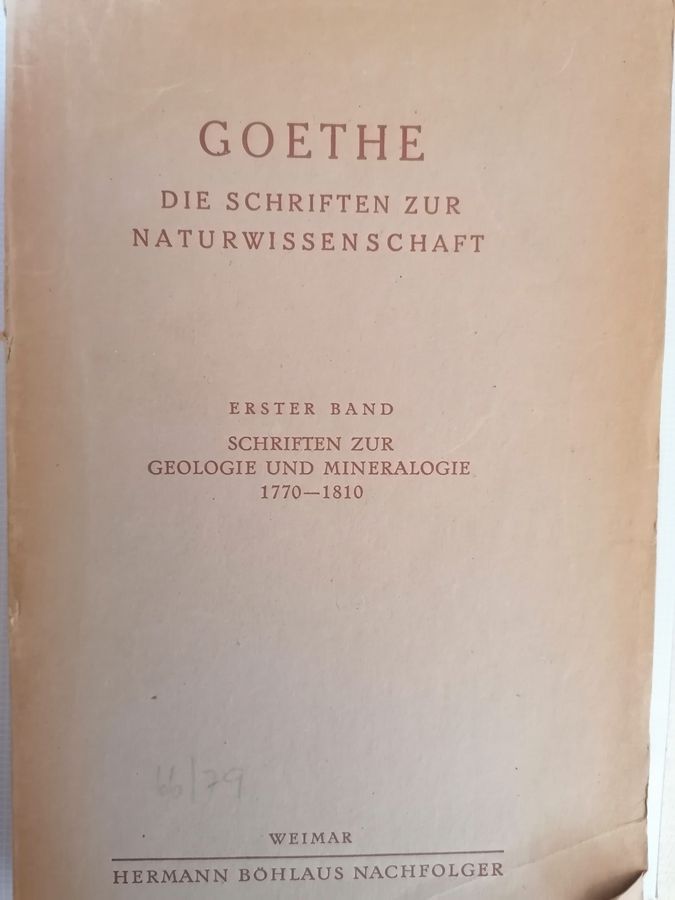 GOETHE
DIE SCHRIFTEN ZUR
NATURWISSENSCHAFT
ERSTER BAND
SCHRIFTEN ZUR
GEOLOGIE UND MINERALOGIE
1770—1810
66/79
WEIMAR
HERMANN BÖHLAUS NACHFOLGER